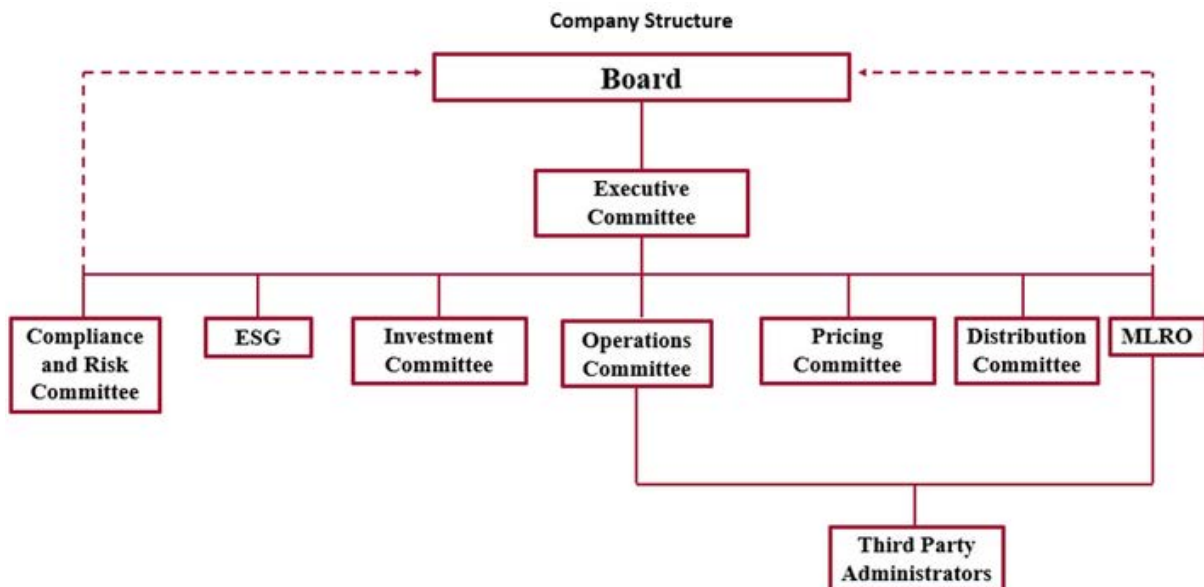 Company Structure
Board
Executive
Committee
Compliance
and Risk
Committee
ESG
Investment
Committee
Operations
Committee
Pricing
Committee
Distribution
Committee
MLRO
Third Party
Administrators